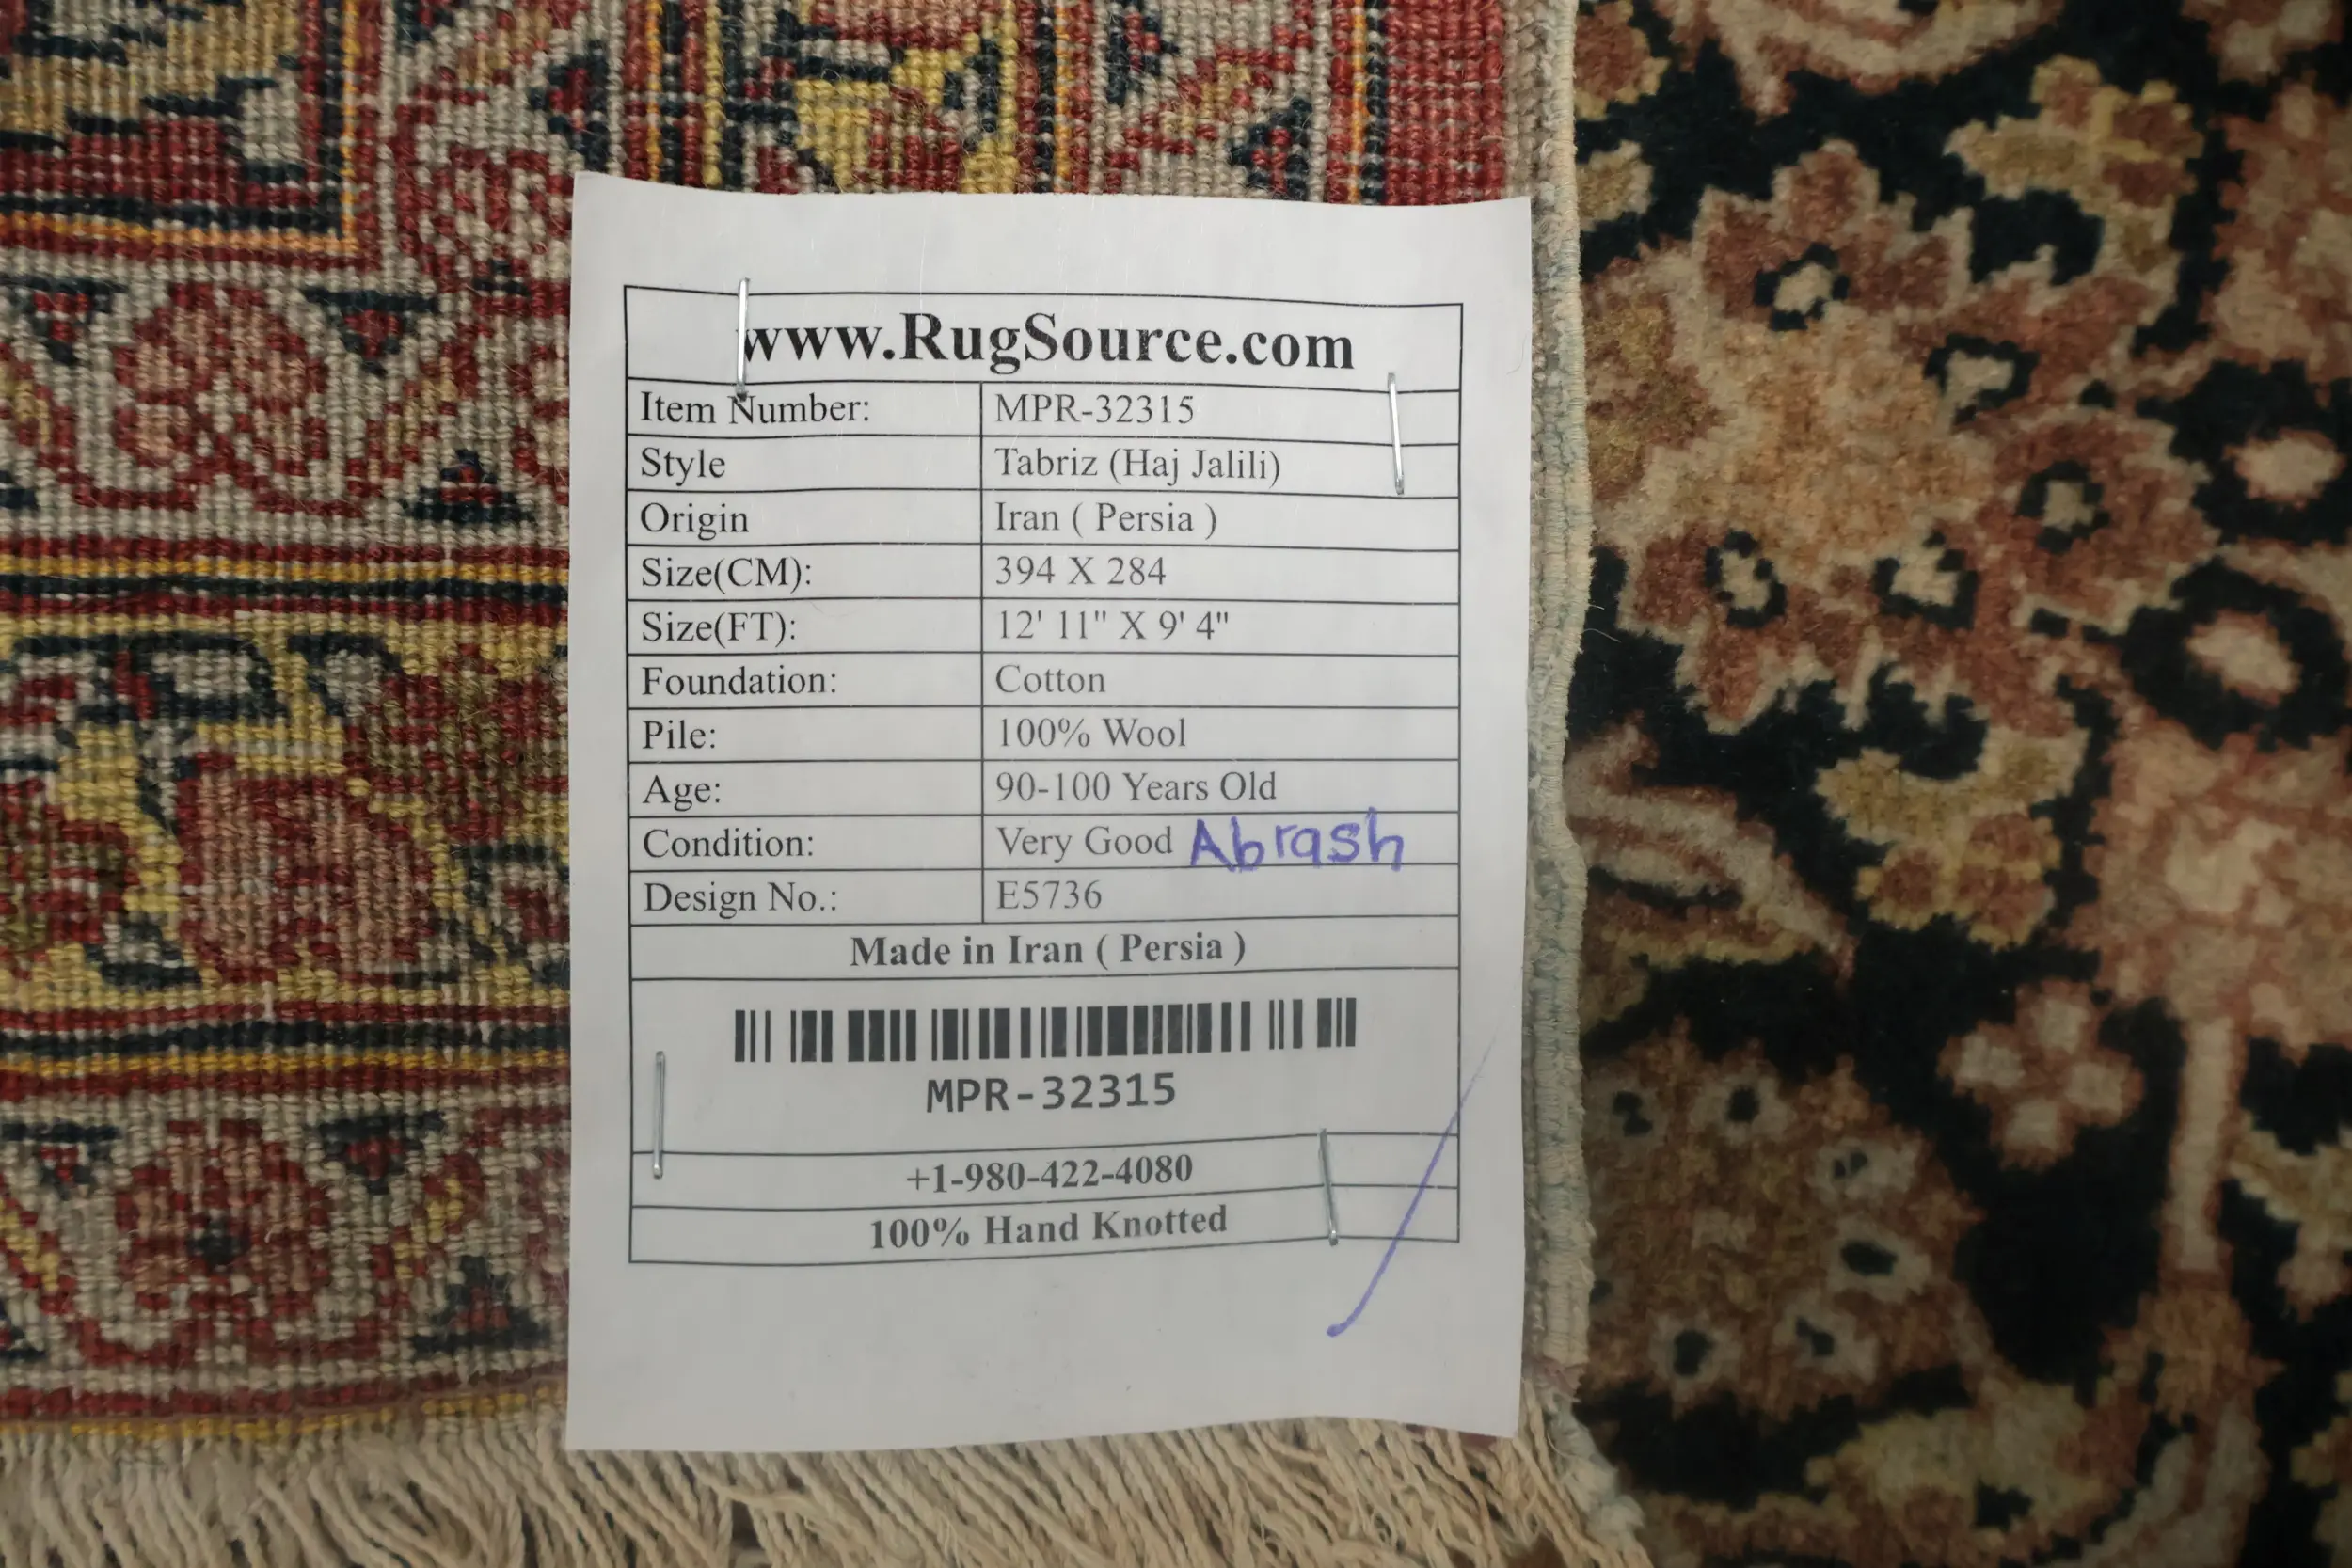 www.RugSource.com
Item Number: MPR-32315
Style Tabriz (Haj Jalili)
Origin Iran ( Persia )
Size(CM): 394 X 284
Size(FT): 12' 11" X 9' 4"
Foundation: Cotton
Pile: 100% Wool
Age: 90-100 Years Old
Condition: Very Good Abrash
Design No.: E5736
Made in Iran ( Persia )
MPR-32315
+1-980-422-4080
100% Hand Knotted